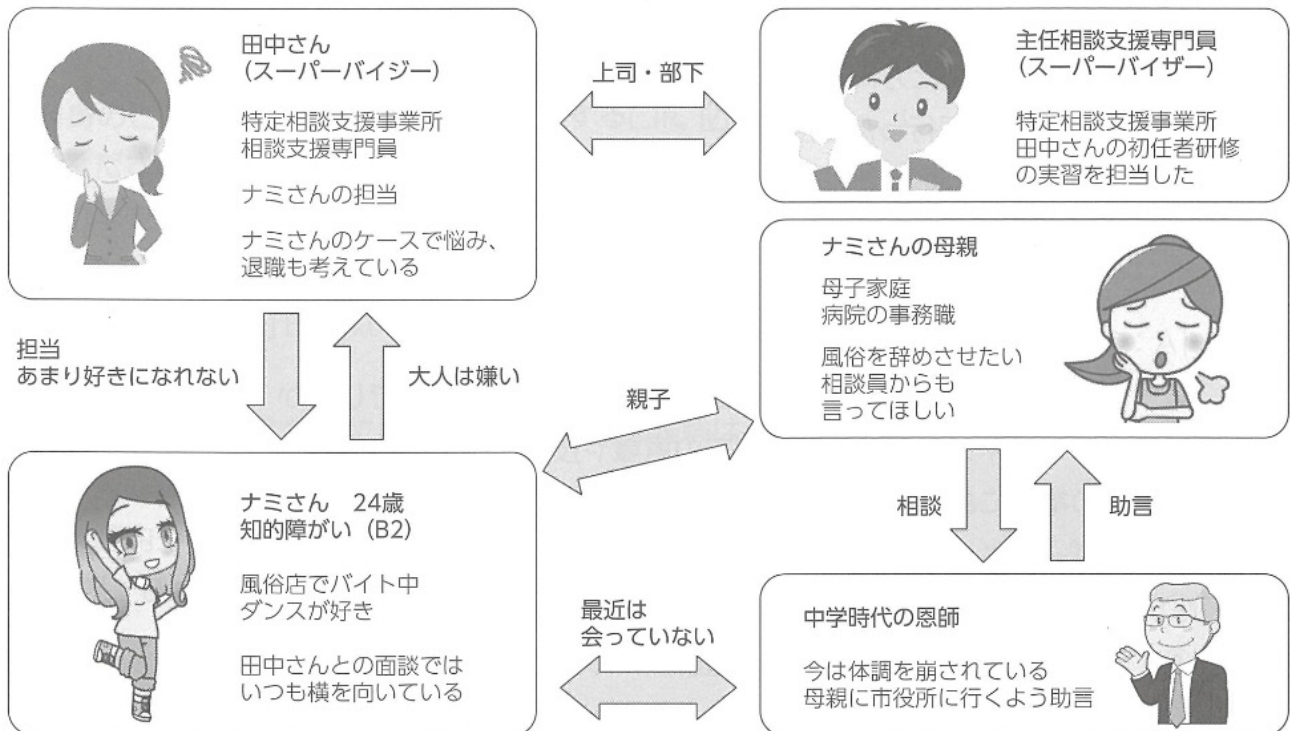 田中さん
（スーパーバイジー）
特定相談支援事業所
相談支援専門員
ナミさんの担当
ナミさんのケースで悩み、
退職も考えている
上司・部下
主任相談支援専門員
（スーパーバイザー）
特定相談支援事業所
田中さんの初任者研修
の実習を担当した
ナミさんの母親
母子家庭
病院の事務職
風俗を辞めさせたい
相談員からも
言ってほしい
担当
あまり好きになれない
大人は嫌い
親子
ナミさん　24歳
知的障がい（B2）
風俗店でバイト中
ダンスが好き
田中さんとの面談では
いつも横を向いている
相談
助言
最近は
会っていない
中学時代の恩師
今は体調を崩されている
母親に市役所に行くよう助言